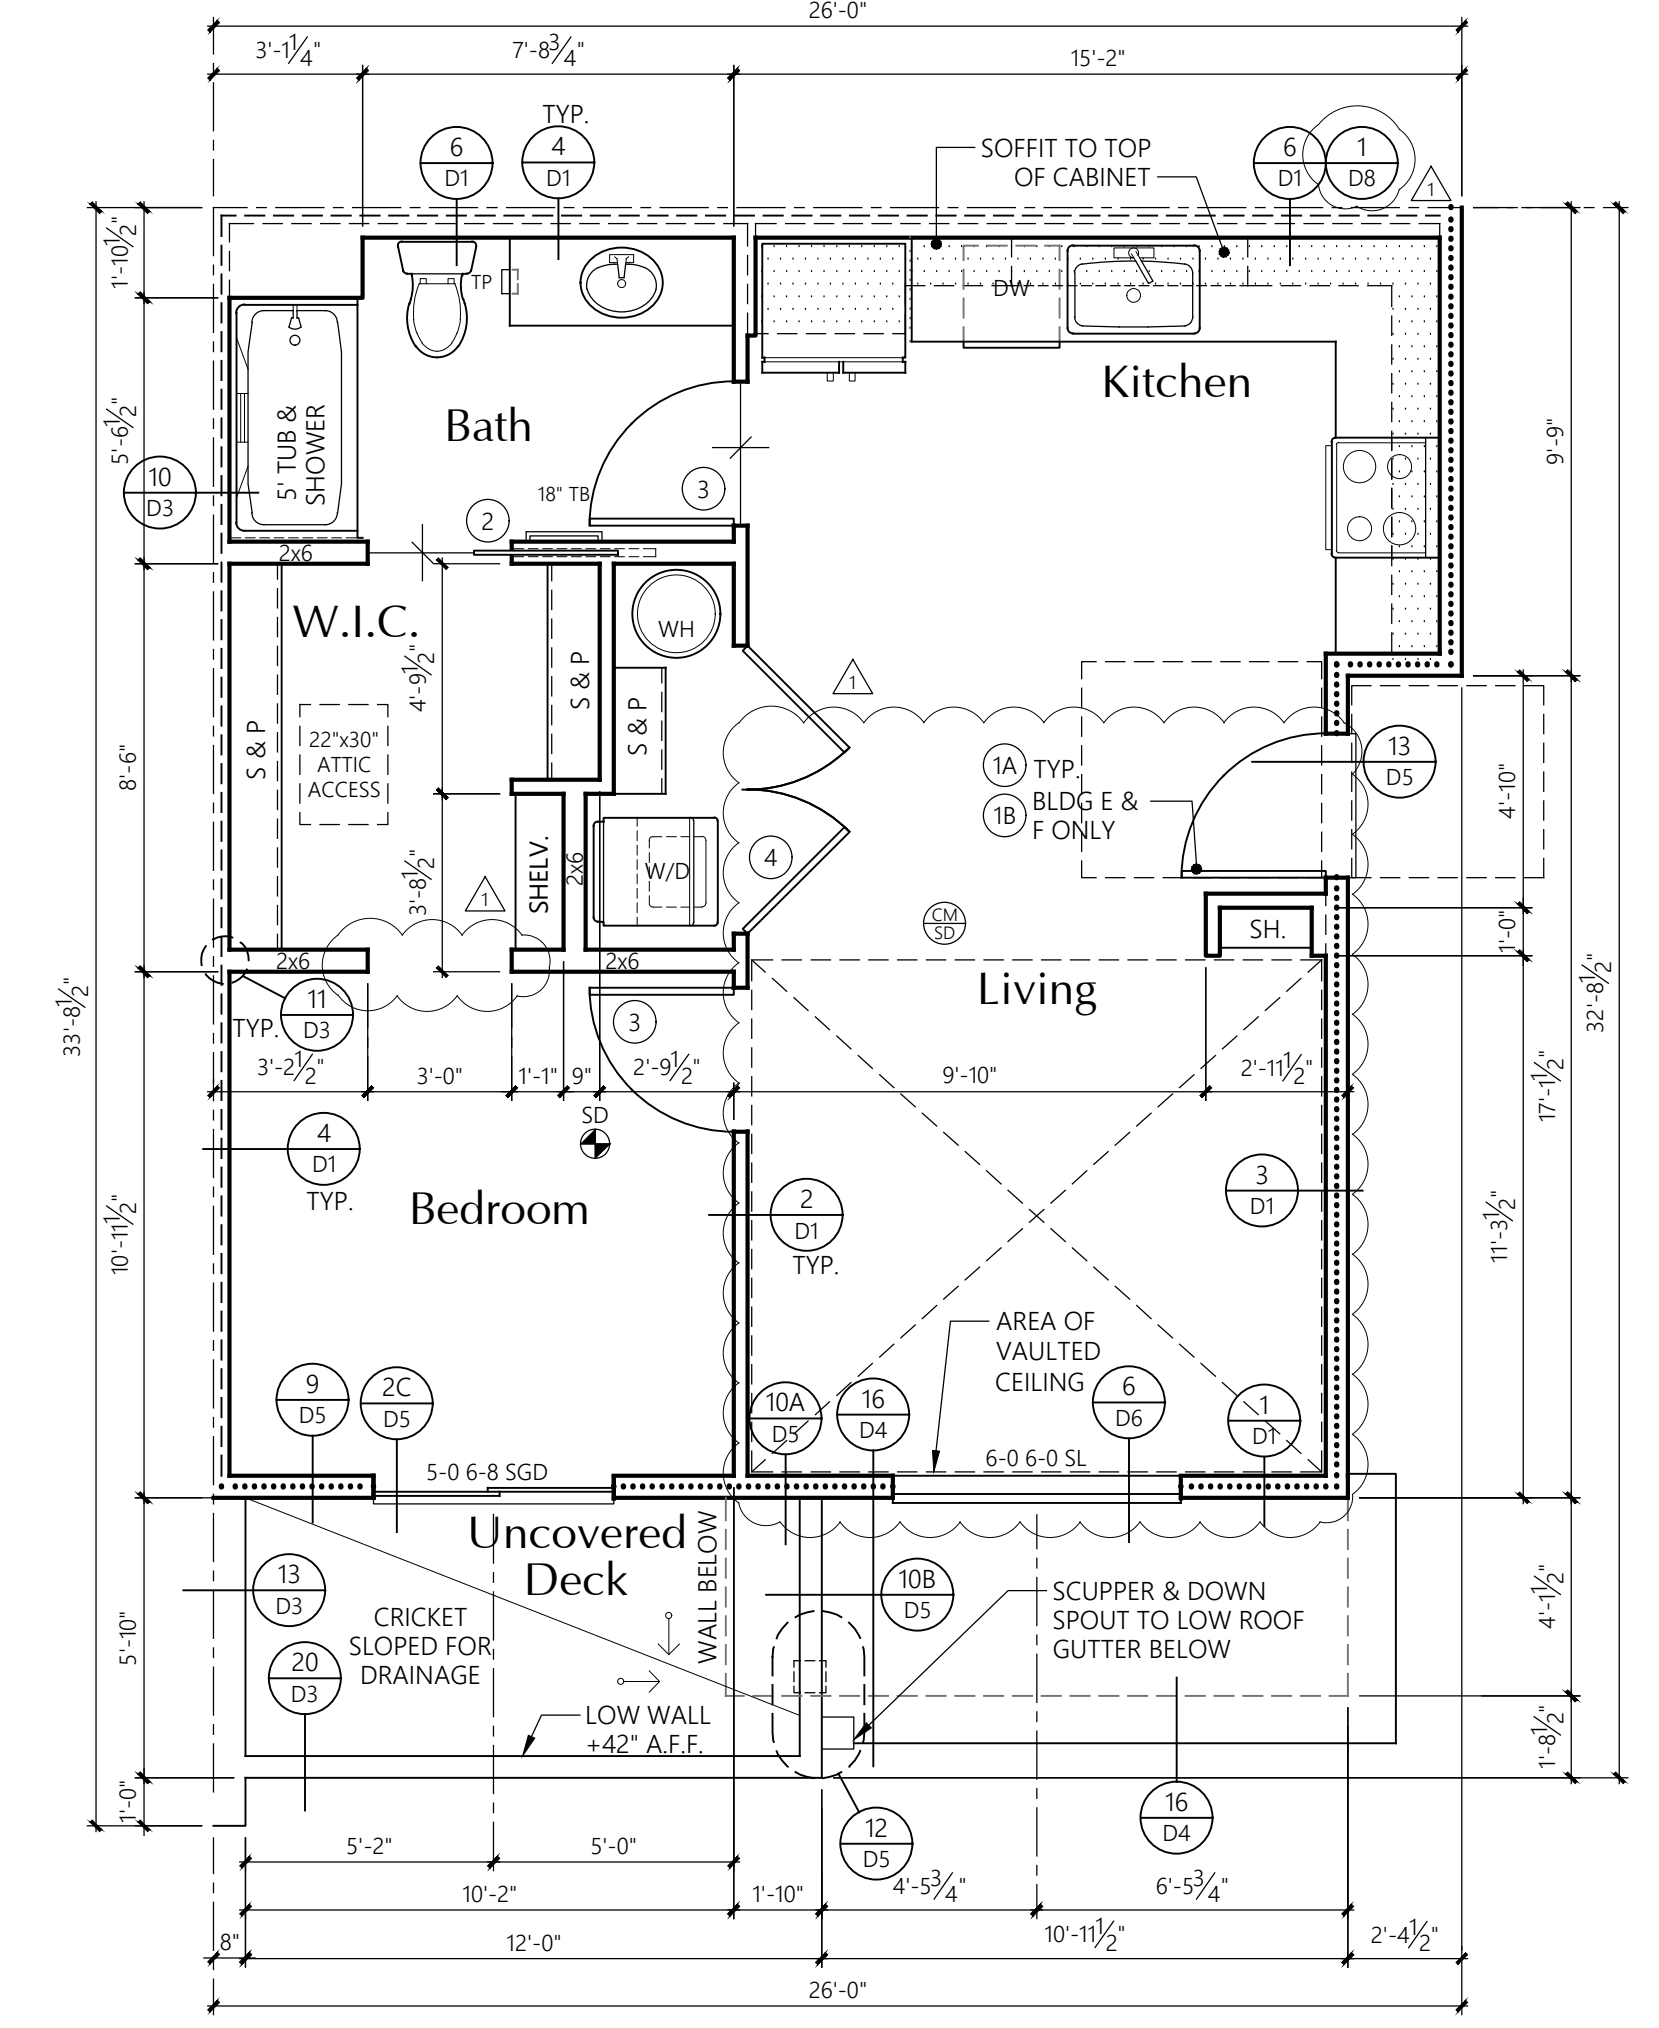 26'-0"
3'-1¼"
7'-8¾"
15'-2"
TYP.
6
D1
4
D1
SOFFIT TO TOP
OF CABINET
6
D1
1
D8
1
1'-10½"
TP
DW
Kitchen
Bath
5' TUB &
SHOWER
5'-6½"
9'-9"
10
D3
18" TB
3
2
2x6
W.I.C.
WH
4'-9½"
S & P
S & P
S & P
1
22"x30"
ATTIC
ACCESS
8'-6"
1A
TYP.
1B
BLDG E &
F ONLY
13
D5
4'-10"
4
W/D
2x6
SHELV.
3'-8½"
1
CM
SD
SH.
1'-0"
2x6
2x6
Living
11
D3
TYP.
3
33'-8½"
32'-8½"
3'-2½"
3'-0"
1'-1"
9"
2'-9½"
9'-10"
2'-11½"
17'-1½"
SD
4
D1
TYP.
Bedroom
2
D1
TYP.
3
D1
10'-11½"
11'-3½"
AREA OF
VAULTED
CEILING
9
D5
2C
D5
10A
D5
16
D4
6
D6
1
D1
5-0 6-8 SGD
6-0 6-0 SL
Uncovered
Deck
WALL BELOW
13
D3
10B
D5
CRICKET
SLOPED FOR
DRAINAGE
SCUPPER & DOWN
SPOUT TO LOW ROOF
GUTTER BELOW
4'-1½"
5'-10"
20
D3
LOW WALL
+42" A.F.F.
1'-8½"
1'-0"
16
D4
12
D5
5'-2"
5'-0"
10'-2"
1'-10"
4'-5¾"
6'-5¾"
8"
12'-0"
10'-11½"
2'-4½"
26'-0"